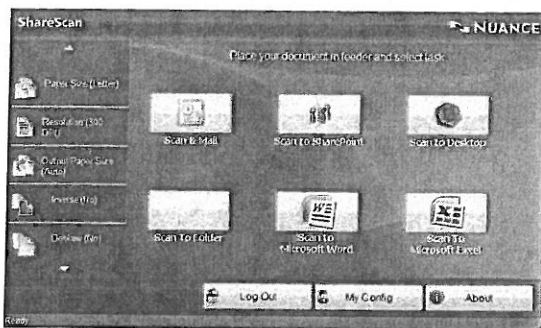 ShareScan
NUANCE
Place your document in feeder and select task
Paper Size (Letter)
Resolution (300
DPI)
Output Paper Size
(Auto)
Inverse (No)
Deskew (No)
Scan & Mail
Scan to SharePoint
Scan to Desktop
Scan To Folder
Scan to
Microsoft Word
Scan To
Microsoft Excel
Log Out
My Config
About
Ready